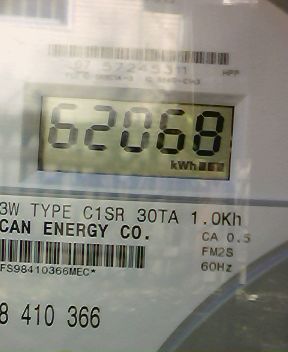 62068
kWh
3W TYPE C1SR 30TA 1.0Kh
CAN ENERGY CO.
CA 0.5
FM2S
60Hz
FS98410366MEC*
8 410 366